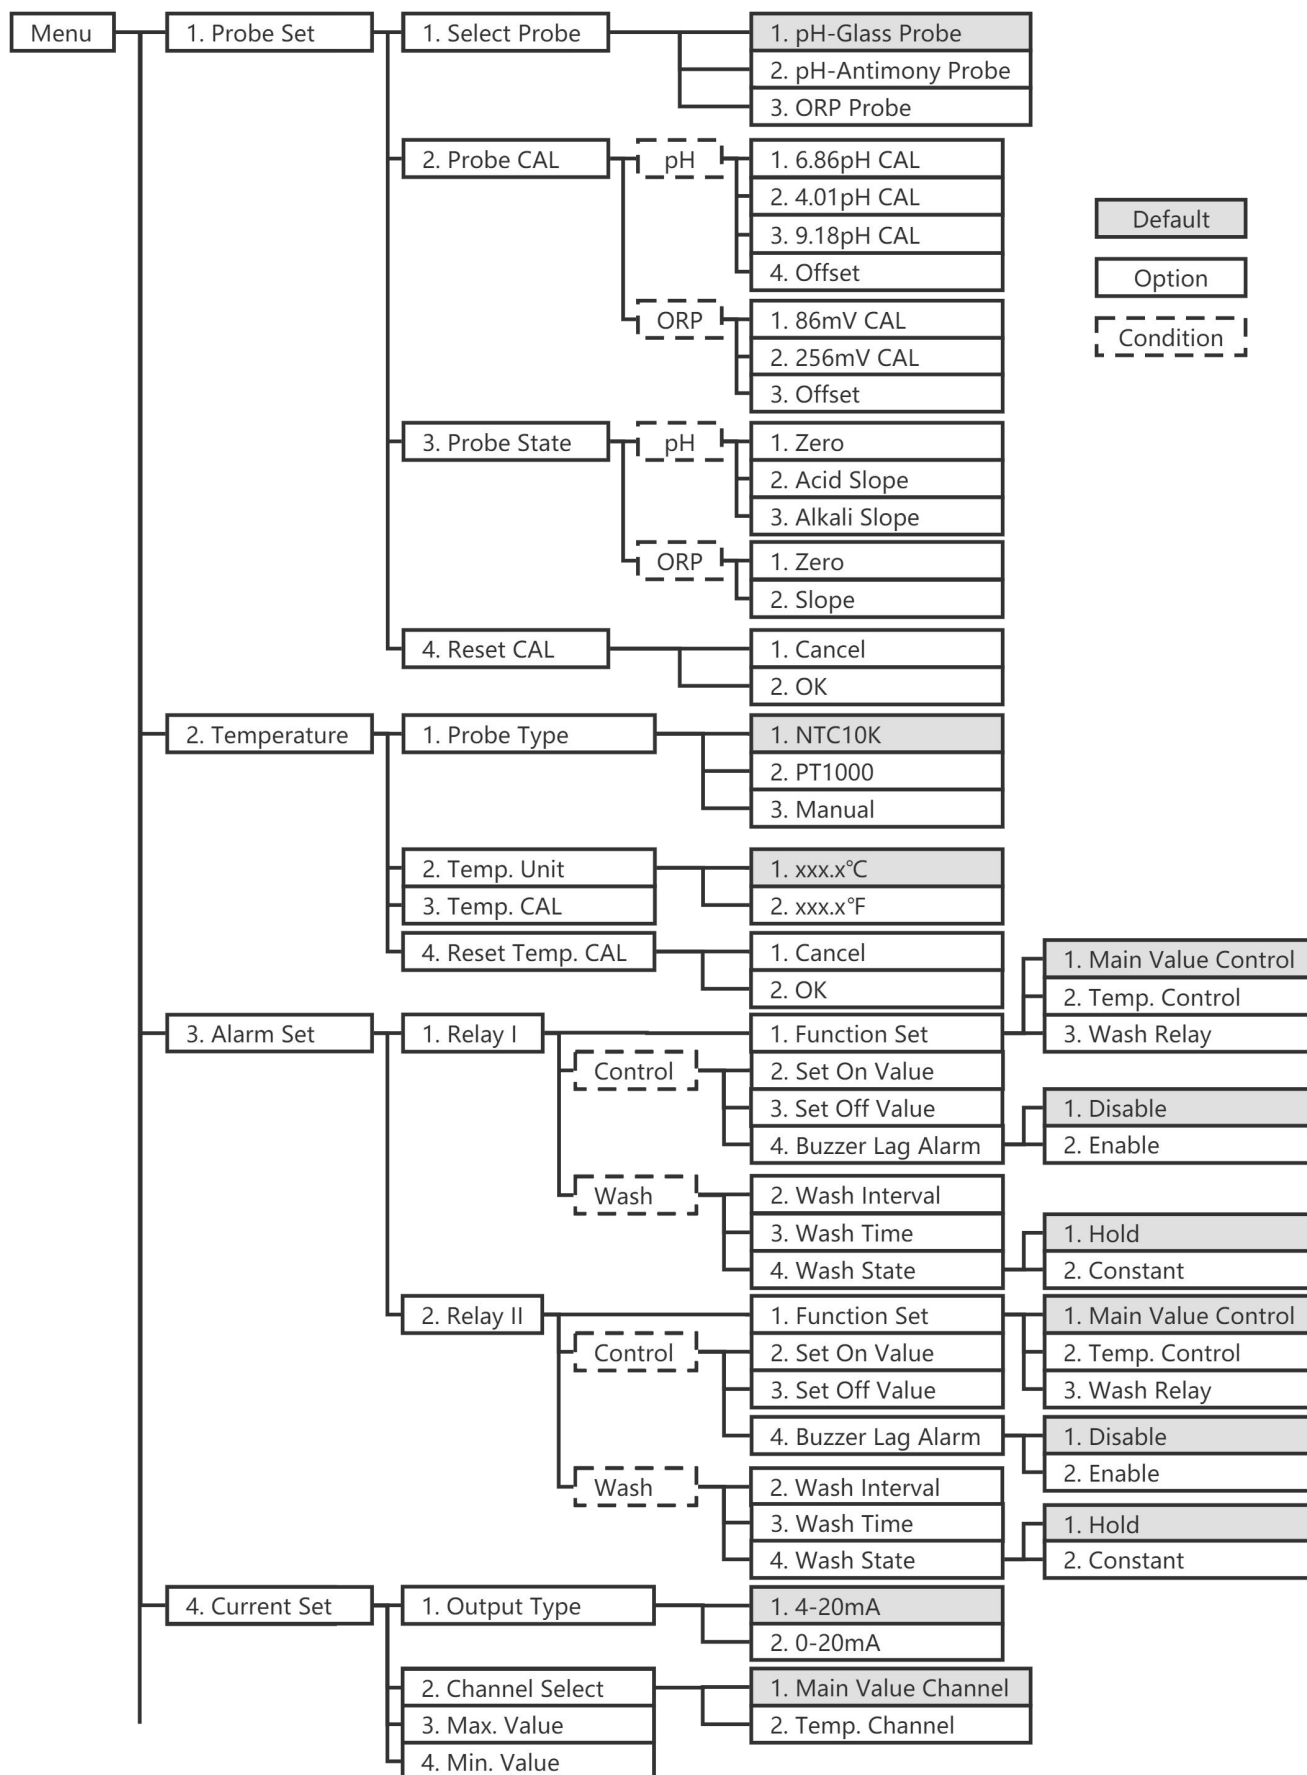 Menu
1. Probe Set
1. Select Probe
1. pH-Glass Probe
2. pH-Antimony Probe
3. ORP Probe
2. Probe CAL
pH
1. 6.86pH CAL
2. 4.01pH CAL
3. 9.18pH CAL
4. Offset
ORP
1. 86mV CAL
2. 256mV CAL
3. Offset
3. Probe State
pH
1. Zero
2. Acid Slope
3. Alkali Slope
ORP
1. Zero
2. Slope
4. Reset CAL
1. Cancel
2. OK
Default
Option
Condition
2. Temperature
1. Probe Type
1. NTC10K
2. PT1000
3. Manual
2. Temp. Unit
1. xxx.x℃
2. xxx.x℉
3. Temp. CAL
4. Reset Temp. CAL
1. Cancel
2. OK
3. Alarm Set
1. Relay I
1. Function Set
1. Main Value Control
2. Temp. Control
3. Wash Relay
Control
2. Set On Value
3. Set Off Value
4. Buzzer Lag Alarm
1. Disable
2. Enable
Wash
2. Wash Interval
3. Wash Time
4. Wash State
1. Hold
2. Constant
2. Relay II
1. Function Set
1. Main Value Control
2. Temp. Control
3. Wash Relay
Control
2. Set On Value
3. Set Off Value
4. Buzzer Lag Alarm
1. Disable
2. Enable
Wash
2. Wash Interval
3. Wash Time
4. Wash State
1. Hold
2. Constant
4. Current Set
1. Output Type
1. 4-20mA
2. 0-20mA
2. Channel Select
1. Main Value Channel
2. Temp. Channel
3. Max. Value
4. Min. Value